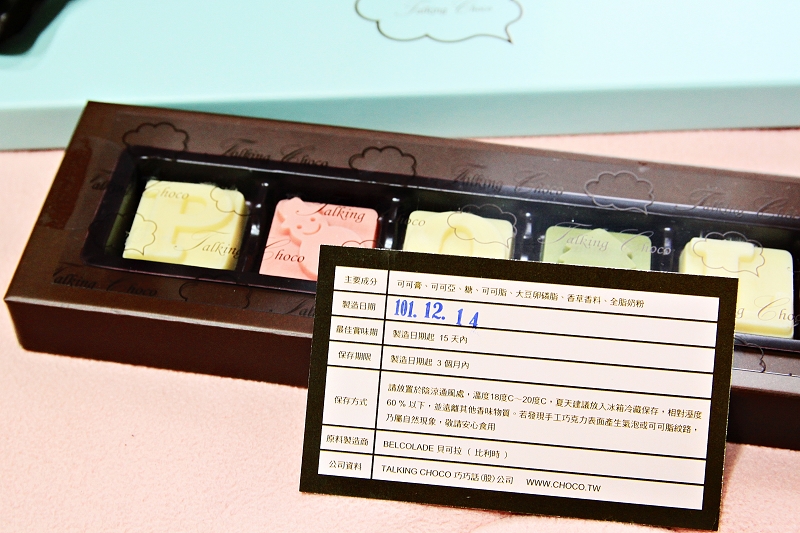 Talking Choco
Talking Choco
Talking
Choco
Talking
Talking
Choco
Talking Choco
主要成分 可可膏、可可亞、糖、可可脂、大豆卵磷脂、香草香料、全脂奶粉
製造日期 101. 12. 14
最佳賞味期 製造日期起 15 天內
保存期限 製造日期起 3 個月內
保存方式 請放置於陰涼通風處，溫度18度C～20度C，夏天建議放入冰箱冷藏保存，相對溼度
60 % 以下，並遠離其他香味物質。若發現手工巧克力表面產生氣泡或可可脂紋路，
乃屬自然現象，敬請安心食用
原料製造商 BELCOLADE 貝可拉（ 比利時 ）
公司資料 TALKING CHOCO 巧巧話(股)公司 WWW.CHOCO.TW